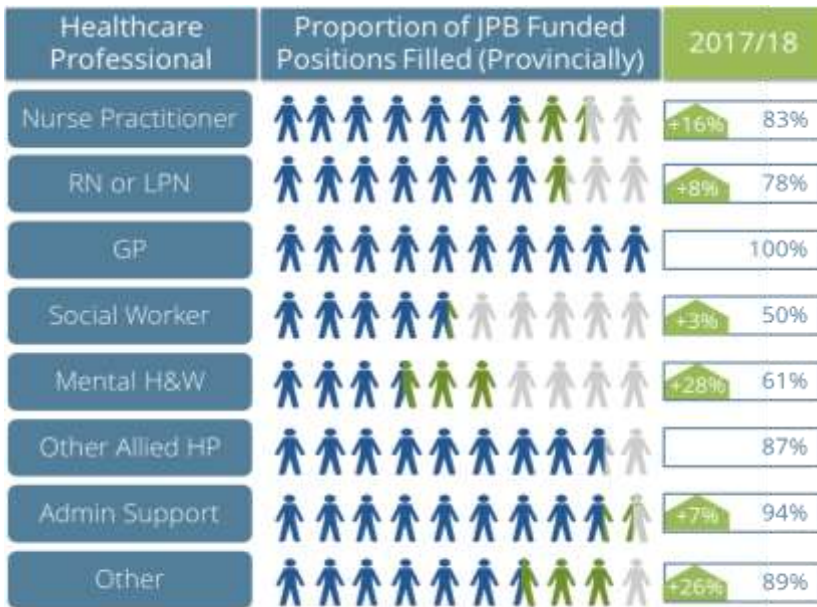 Healthcare
Professional
Proportion of JPB Funded
Positions Filled (Provincially)
2017/18
Nurse Practitioner
+16%
83%
RN or LPN
+8%
78%
GP
100%
Social Worker
+3%
50%
Mental H&W
+28%
61%
Other Allied HP
87%
Admin Support
+7%
94%
Other
+26%
89%